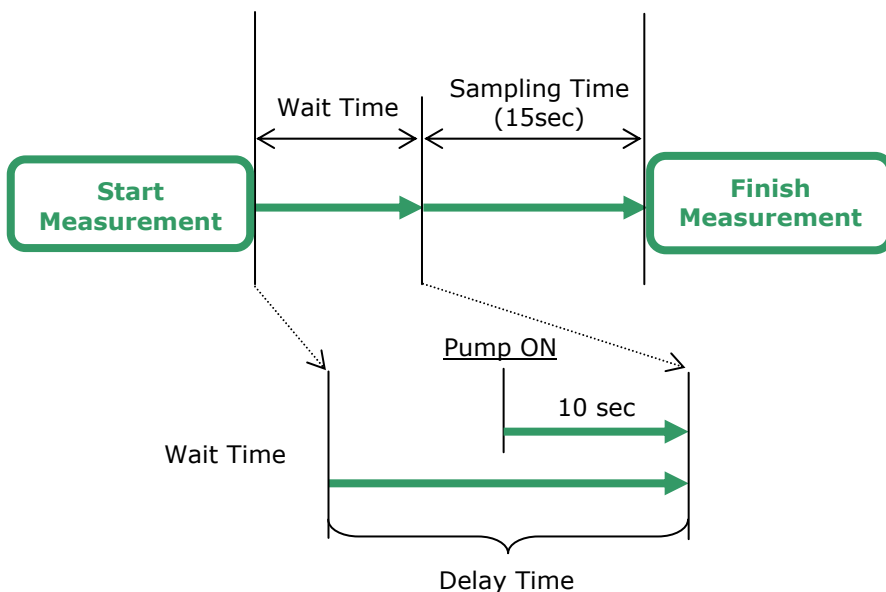 Wait Time
Sampling Time
(15sec)
Start
Measurement
Finish
Measurement
Pump ON
10 sec
Wait Time
Delay Time